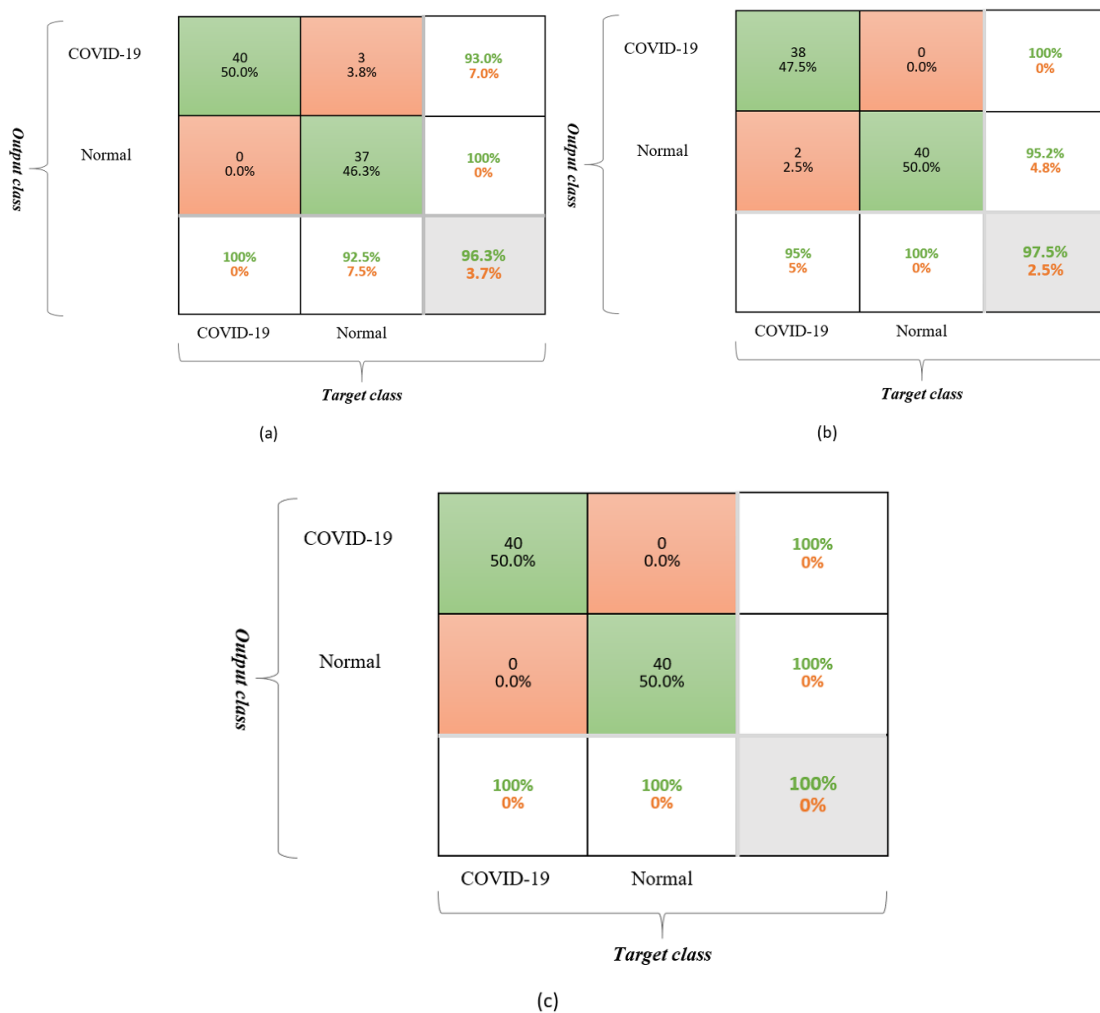 COVID-19
40
50.0%
3
3.8%
93.0%
7.0%
Output class
Normal
0
0.0%
37
46.3%
100%
0%
100%
0%
92.5%
7.5%
96.3%
3.7%
COVID-19
Normal
Target class
(a)
COVID-19
38
47.5%
0
0.0%
100%
0%
Output class
Normal
2
2.5%
40
50.0%
95.2%
4.8%
95%
5%
100%
0%
97.5%
2.5%
COVID-19
Normal
Target class
(b)
COVID-19
40
50.0%
0
0.0%
100%
0%
Output class
Normal
0
0.0%
40
50.0%
100%
0%
100%
0%
100%
0%
100%
0%
COVID-19
Normal
Target class
(c)